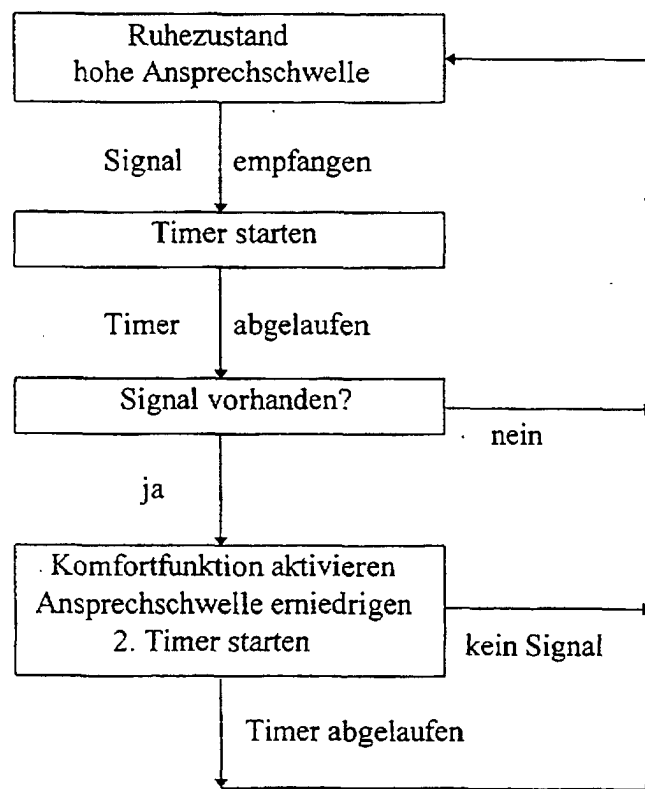 Ruhezustand
hohe Ansprechschwelle
Signal empfangen
Timer starten
Timer abgelaufen
Signal vorhanden?
nein
ja
Komfortfunktion aktivieren
Ansprechschwelle erniedrigen
2. Timer starten
kein Signal
Timer abgelaufen